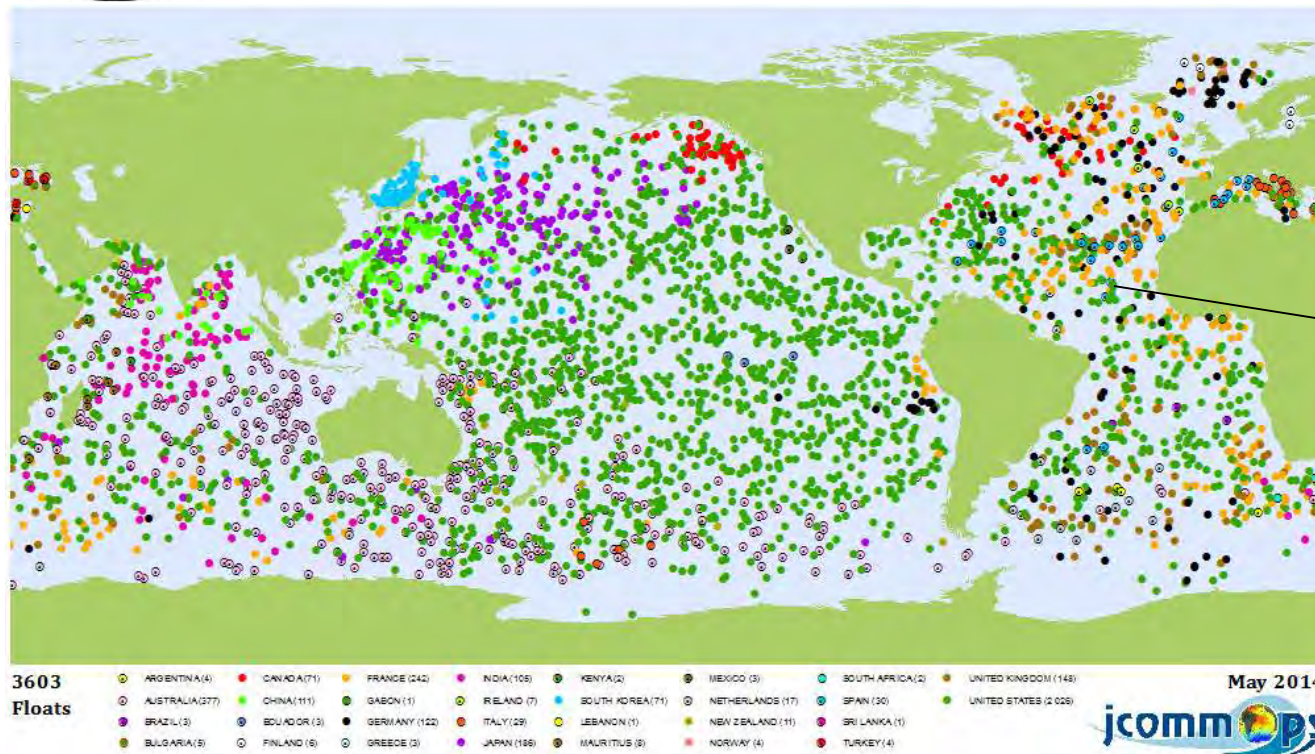 3603
Floats
ARGENTINA (4) CANADA (71) FRANCE (242) INDIA (105) KENYA (2) MEXICO (3) SOUTH AFRICA (2) UNITED KINGDOM (148)
AUSTRALIA (377) CHINA (111) GABON (1) IRELAND (7) SOUTH KOREA (71) NETHERLANDS (17) SPAIN (30) UNITED STATES (2 026)
BRAZIL (3) ECUADOR (3) GERMANY (122) ITALY (29) LEBANON (1) NEW ZEALAND (11) SRI LANKA (1)
BULGARIA (5) FINLAND (6) GREECE (3) JAPAN (186) MAURITIUS (8) NORWAY (4) TURKEY (4)
May 2014
jcommops